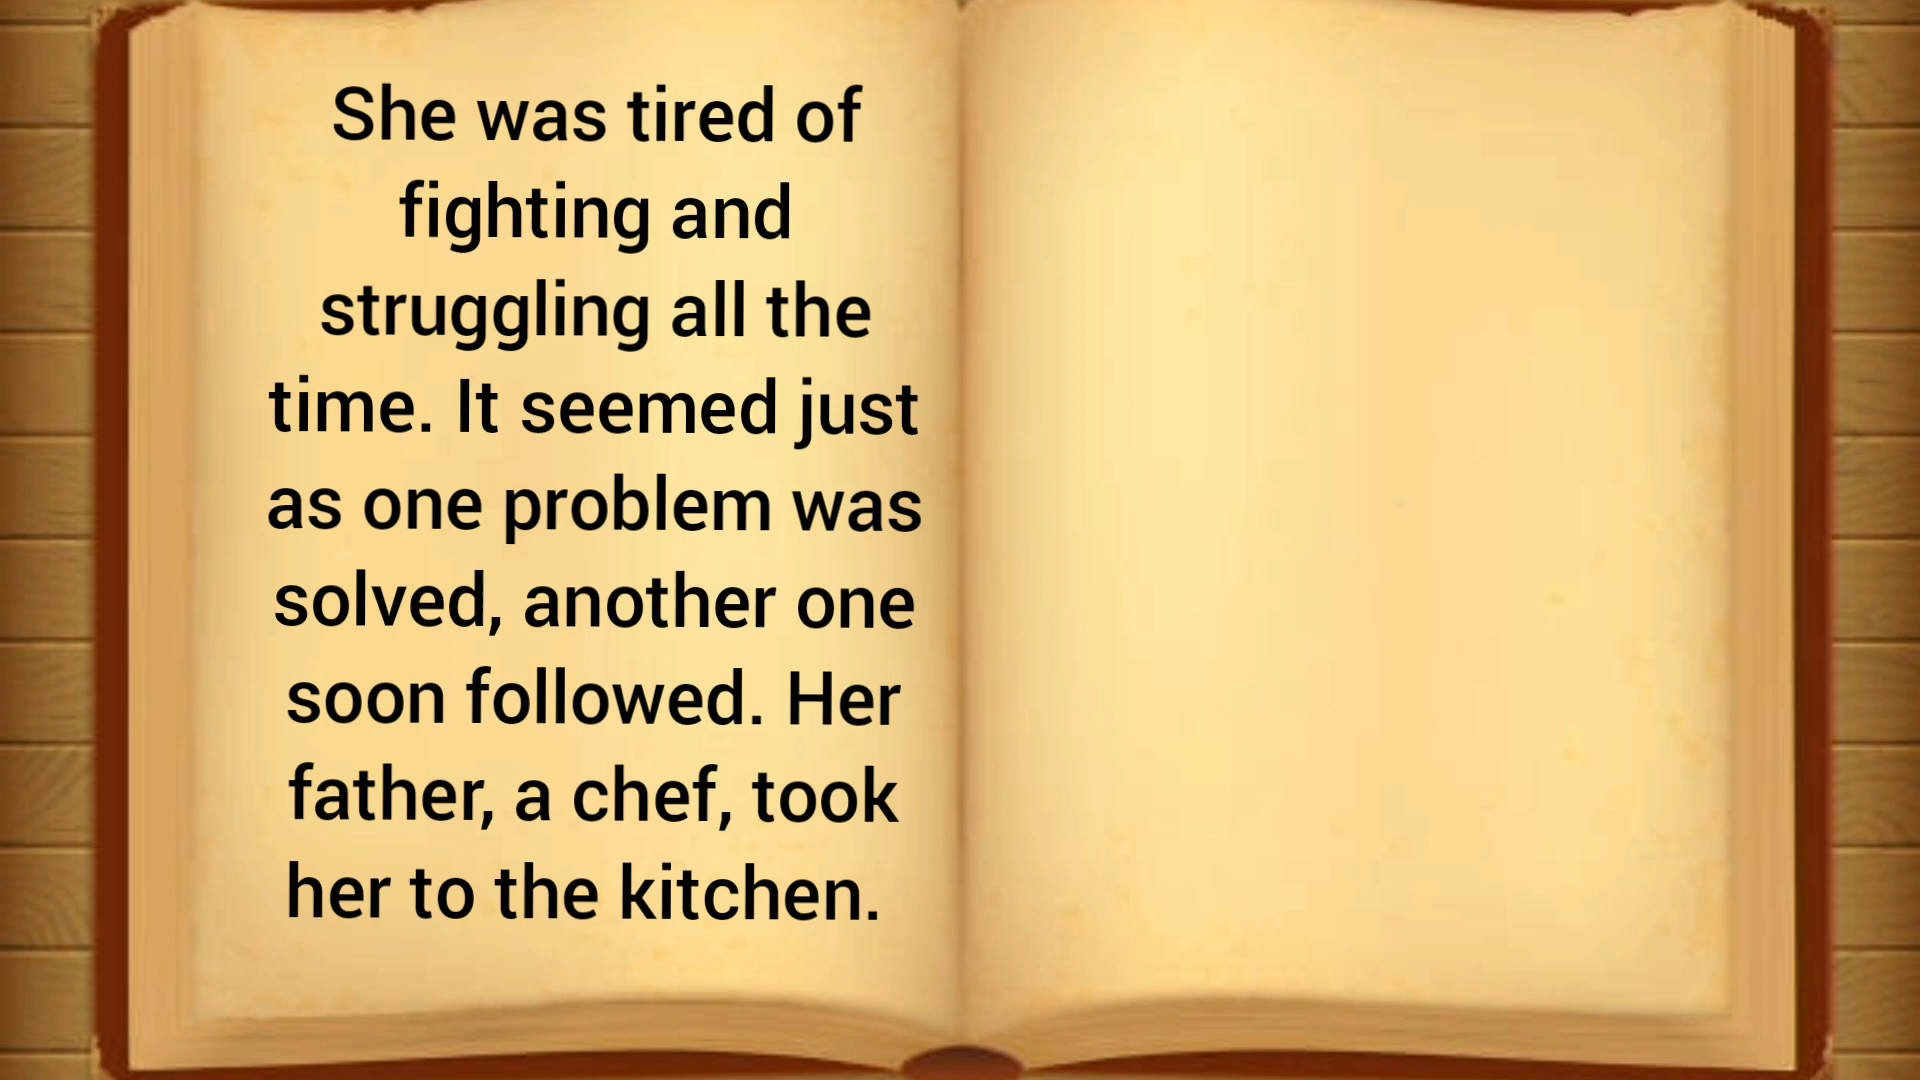 She was tired of
fighting and
struggling all the
time. It seemed just
as one problem was
solved, another one
soon followed. Her
father, a chef, took
her to the kitchen.